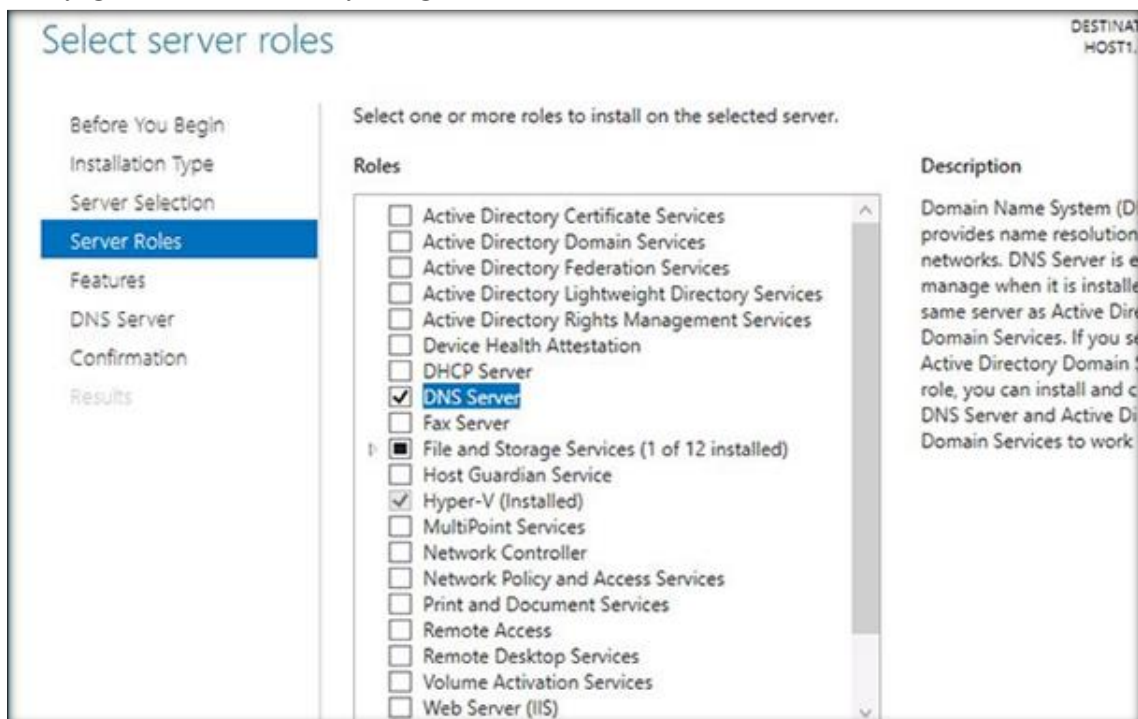 Select server roles
DESTINAT
HOST1.
Before You Begin
Installation Type
Server Selection
Server Roles
Features
DNS Server
Confirmation
Results
Select one or more roles to install on the selected server.
Roles
Active Directory Certificate Services
Active Directory Domain Services
Active Directory Federation Services
Active Directory Lightweight Directory Services
Active Directory Rights Management Services
Device Health Attestation
DHCP Server
DNS Server
Fax Server
File and Storage Services (1 of 12 installed)
Host Guardian Service
Hyper-V (Installed)
MultiPoint Services
Network Controller
Network Policy and Access Services
Print and Document Services
Remote Access
Remote Desktop Services
Volume Activation Services
Web Server (IIS)
Description
Domain Name System (D
provides name resolution
networks. DNS Server is e
manage when it is installe
same server as Active Dire
Domain Services. If you se
Active Directory Domain
role, you can install and c
DNS Server and Active Di
Domain Services to work